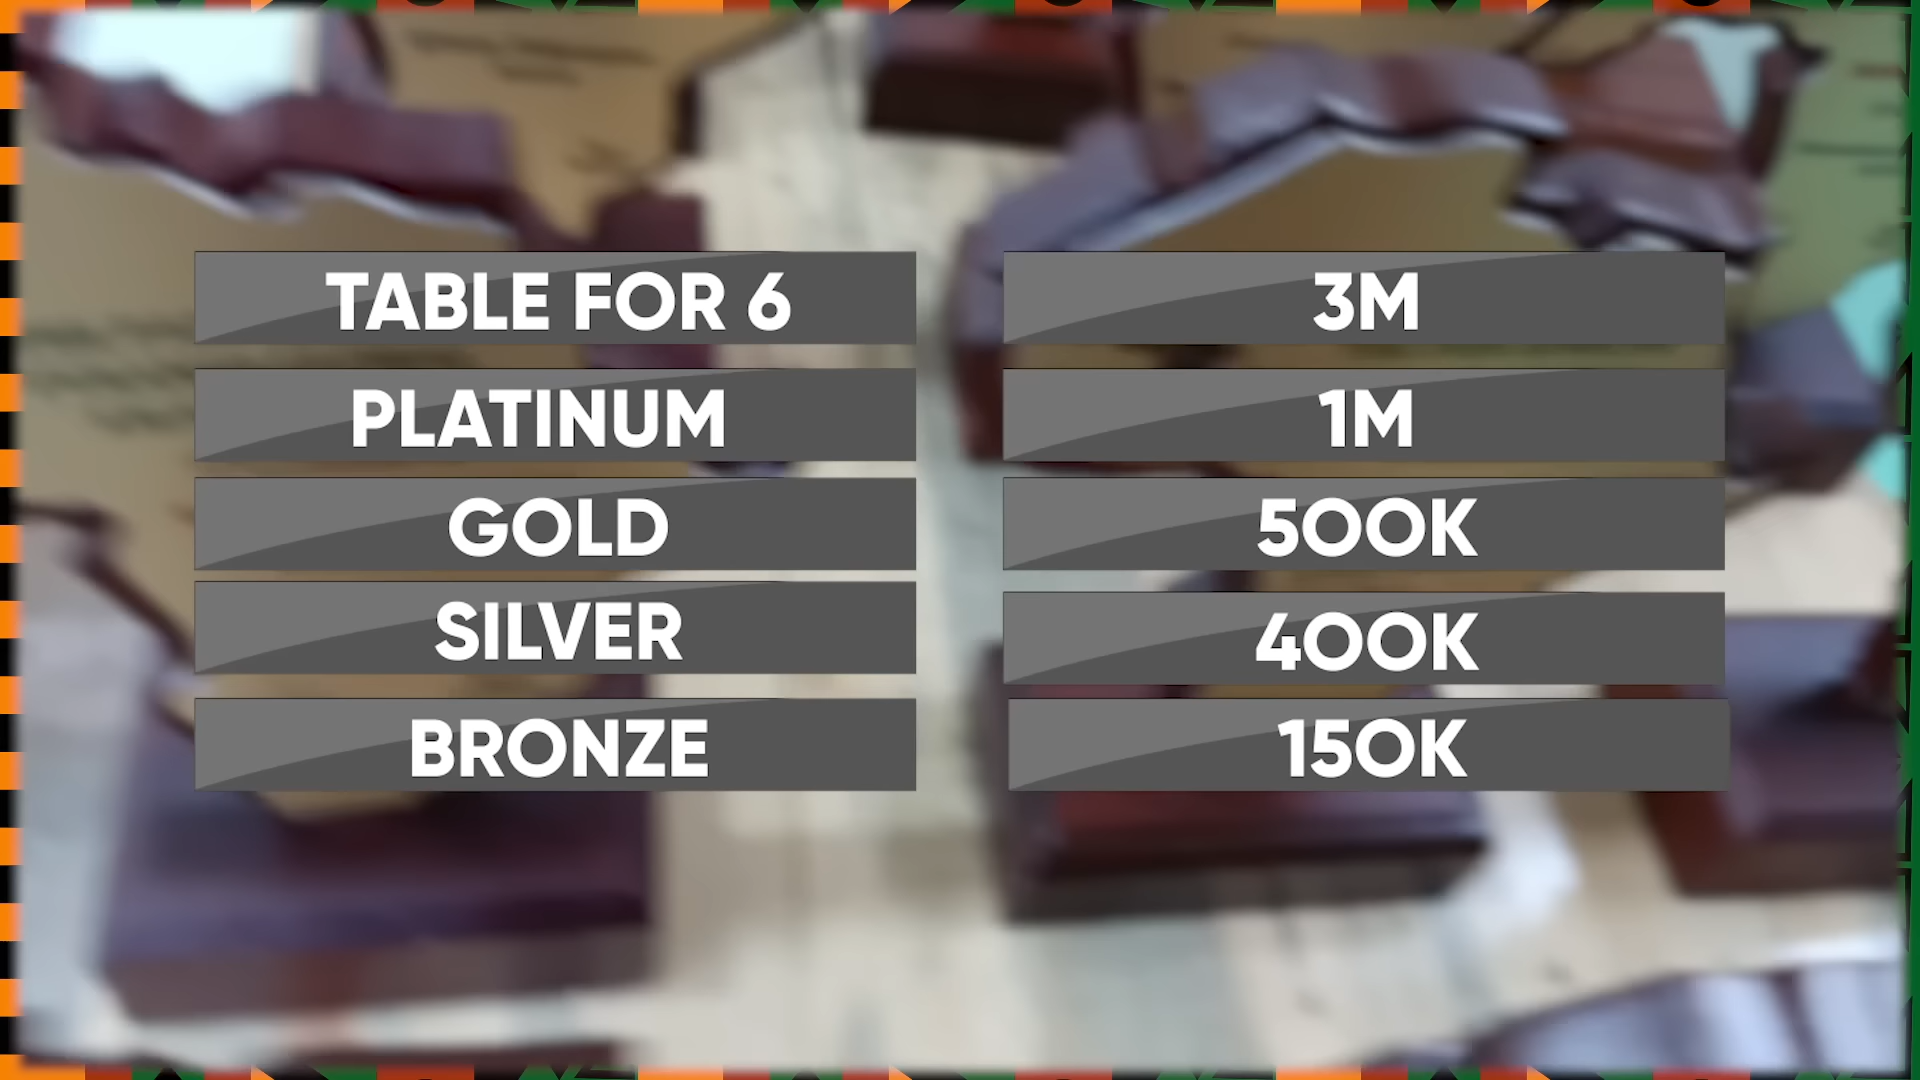 TABLE FOR 6 3M
PLATINUM 1M
GOLD 500K
SILVER 400K
BRONZE 150K